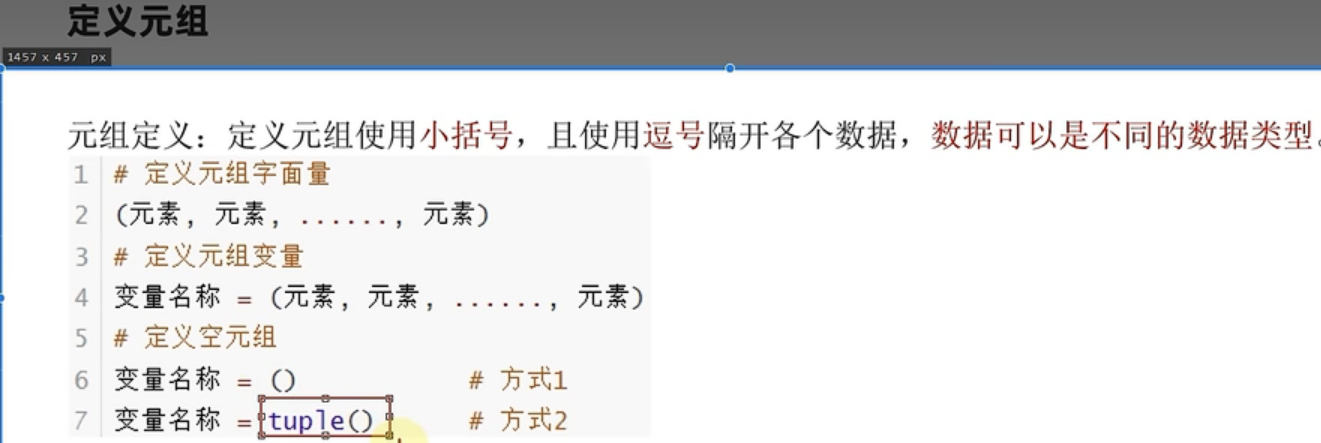 定义元组
1457 x 457 px
元组定义：定义元组使用小括号，且使用逗号隔开各个数据，数据可以是不同的数据类型。
1 # 定义元组字面量
2 (元素, 元素, ......, 元素)
3 # 定义元组变量
4 变量名称 = (元素, 元素, ......, 元素)
5 # 定义空元组
6 变量名称 = () # 方式1
7 变量名称 = tuple() # 方式2